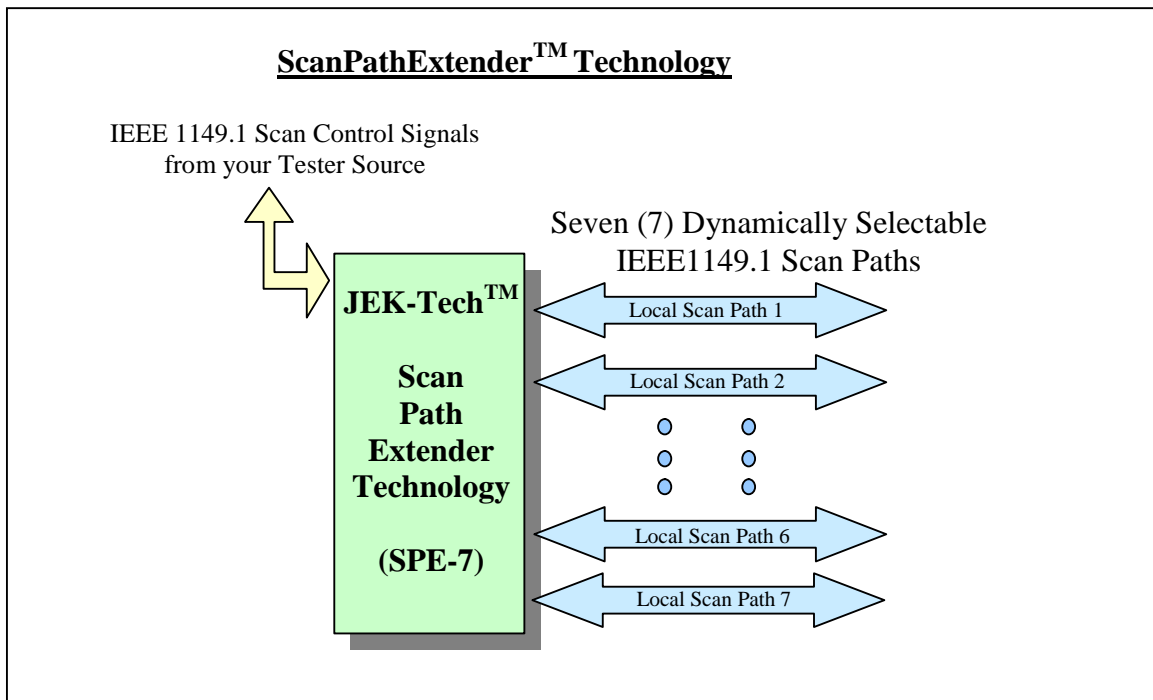 ScanPathExtender™ Technology
IEEE 1149.1 Scan Control Signals
from your Tester Source
Seven (7) Dynamically Selectable
IEEE1149.1 Scan Paths
JEK-Tech™
Scan
Path
Extender
Technology
(SPE-7)
Local Scan Path 1
Local Scan Path 2
Local Scan Path 6
Local Scan Path 7